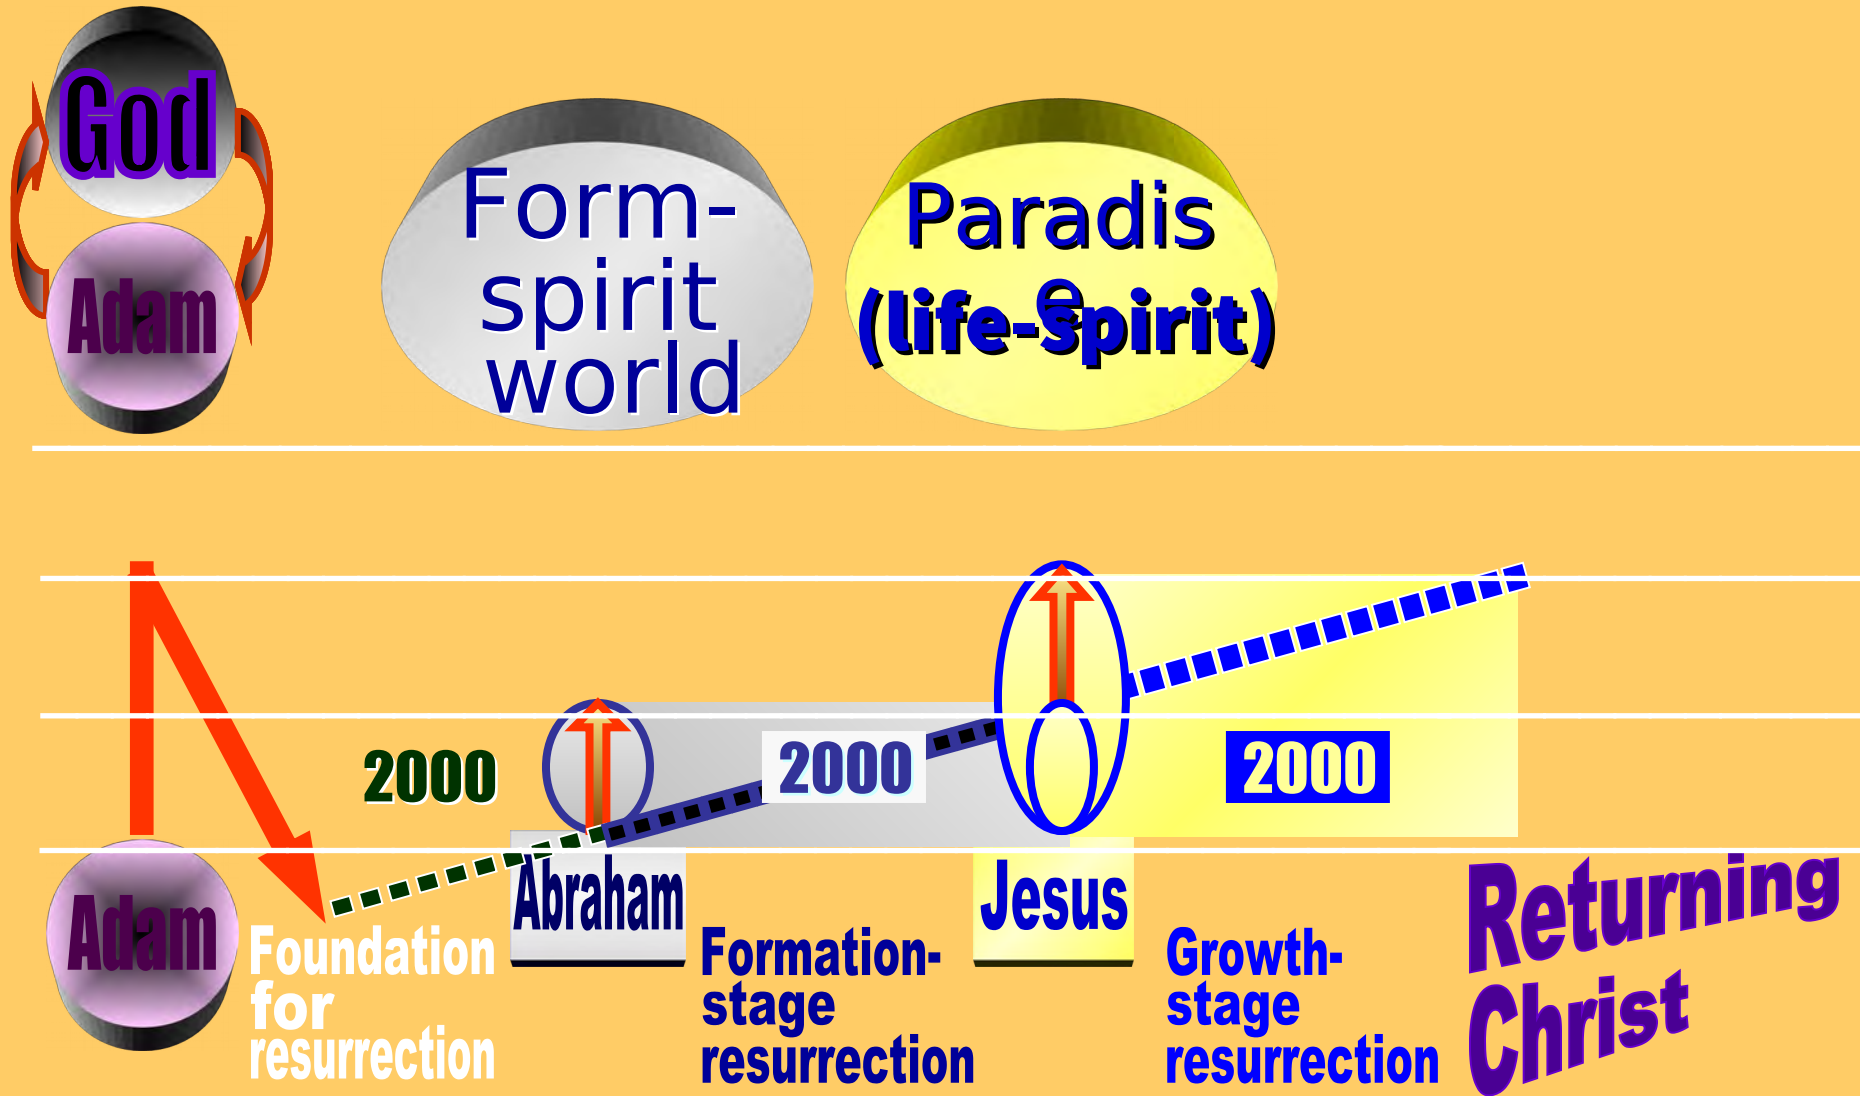 God
Adam
Form-
spirit
world
Paradis
e
(life-spirit)
2000
2000
2000
Adam
Abraham
Jesus
Foundation
for
resurrection
Formation-
stage
resurrection
Growth-
stage
resurrection
Returning
Christ